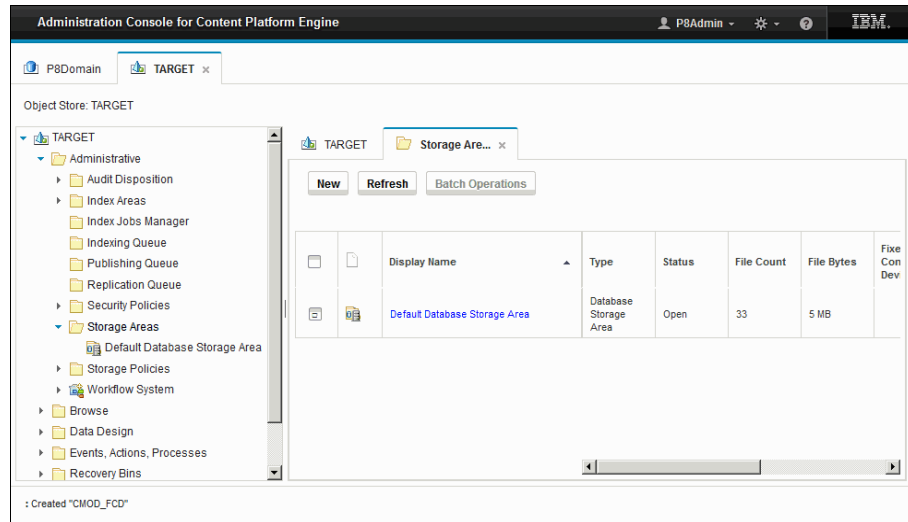 Administration Console for Content Platform Engine
P8Admin
?
IBM.
P8Domain
TARGET ×
Object Store: TARGET
TARGET
Administrative
Audit Disposition
Index Areas
Index Jobs Manager
Indexing Queue
Publishing Queue
Replication Queue
Security Policies
Storage Areas
Default Database Storage Area
Storage Policies
Workflow System
Browse
Data Design
Events, Actions, Processes
Recovery Bins
TARGET
Storage Are... ×
New
Refresh
Batch Operations
Display Name
Type
Status
File Count
File Bytes
Fixe
Con
Dev
Default Database Storage Area
Database
Storage
Area
Open
33
5 MB
: Created "CMOD_FCD"